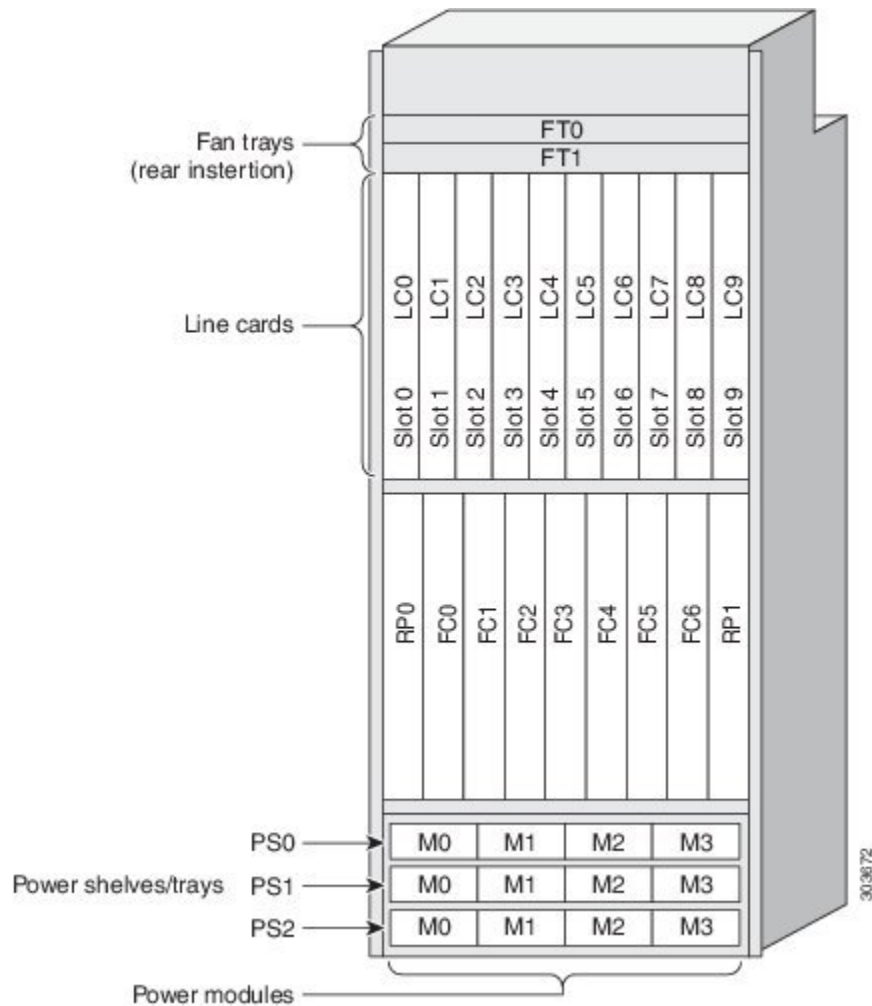 FT0
Fan trays
(rear instertion)
FT1
LC0 LC1 LC2 LC3 LC4 LC5 LC6 LC7 LC8 LC9
Line cards
Slot 0 Slot 1 Slot 2 Slot 3 Slot 4 Slot 5 Slot 6 Slot 7 Slot 8 Slot 9
RP0 FC0 FC1 FC2 FC3 FC4 FC5 FC6 RP1
PS0 M0 M1 M2 M3
Power shelves/trays PS1 M0 M1 M2 M3
PS2 M0 M1 M2 M3
Power modules
303672